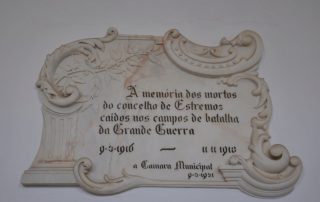 Á memória dos mortos
do concelho de Estremoz
caídos nos campos de batalha
da Grande Guerra
9-3-1916 — 11-11-1918
a Camara Municipal
9-3-1931